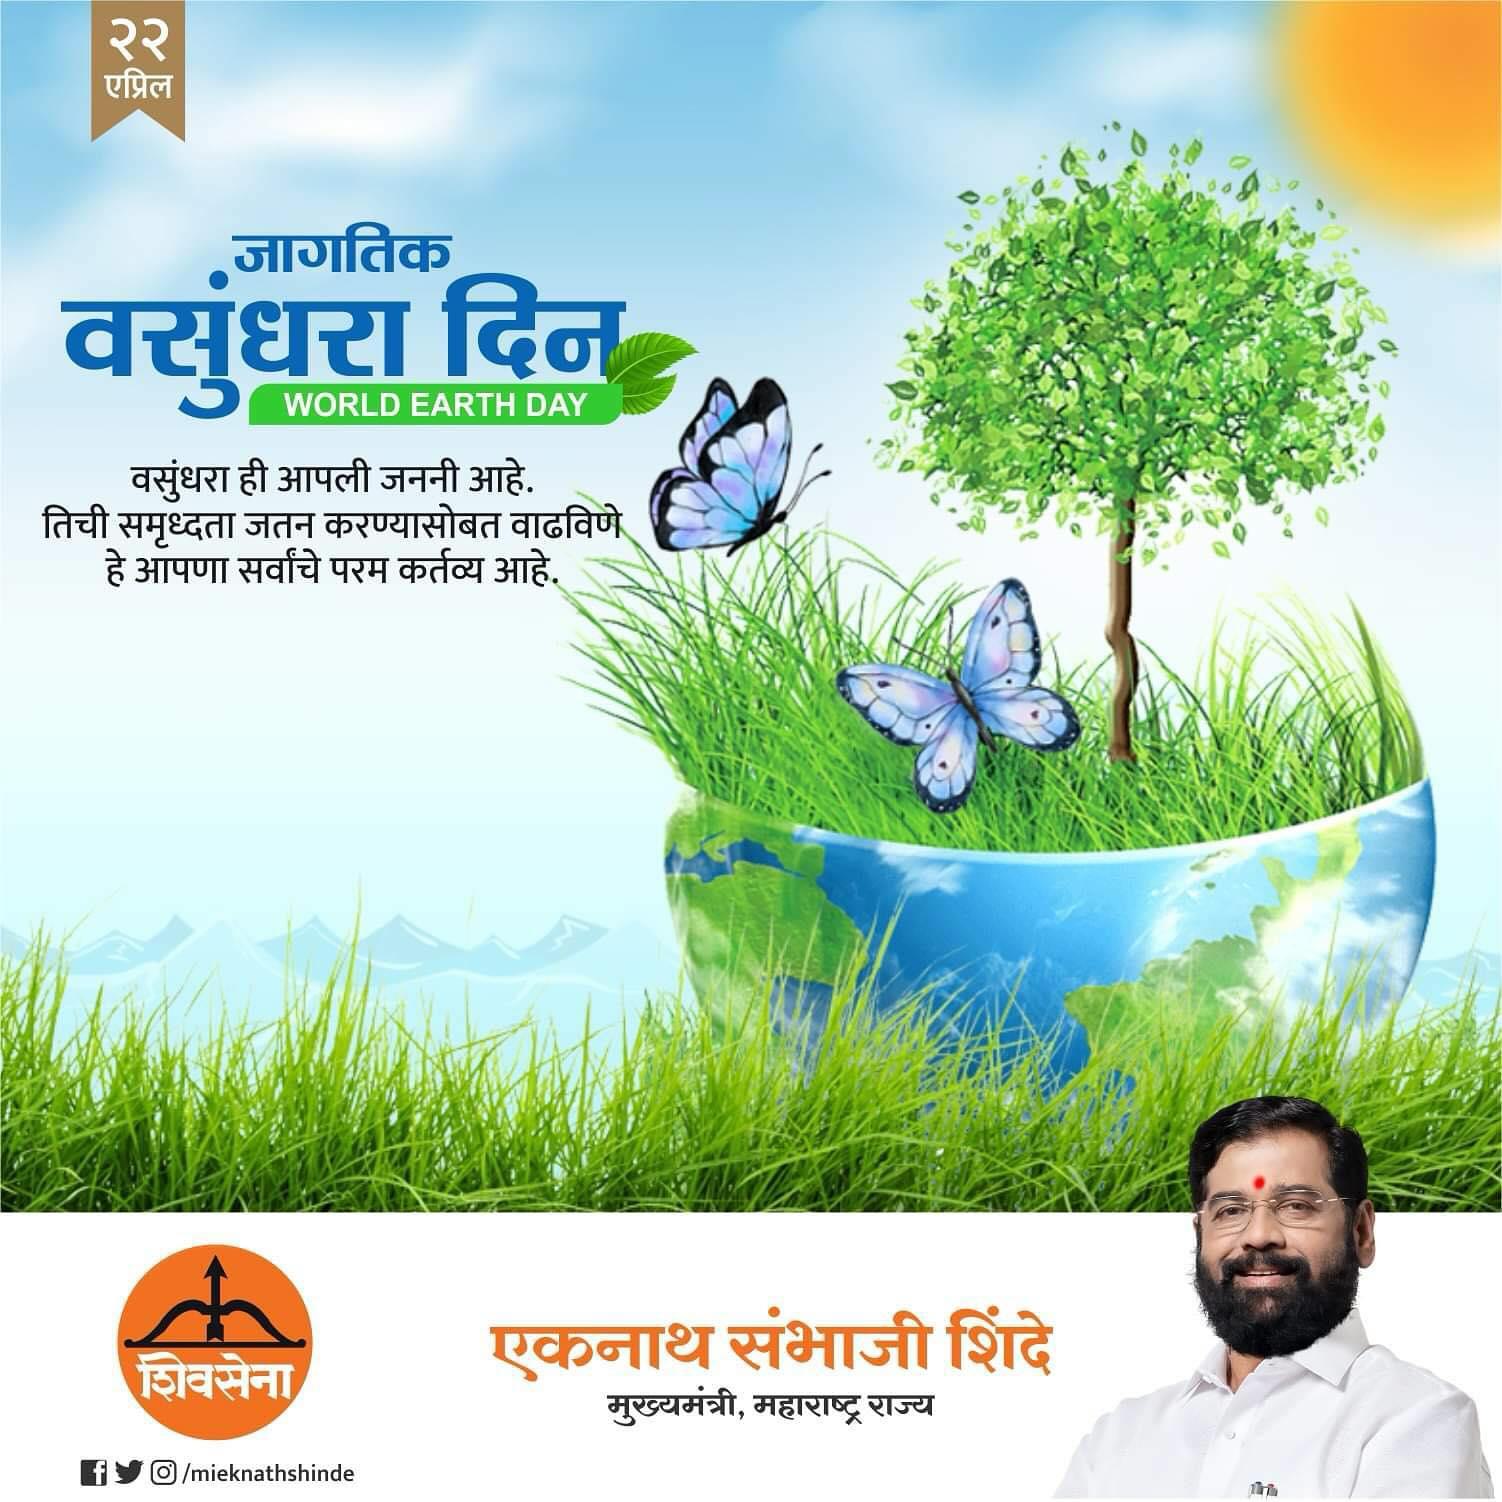 २२
एप्रिल
जागतिक
वसुंधरा दिन
WORLD EARTH DAY
वसुंधरा ही आपली जननी आहे.
तिची समृध्दता जतन करण्यासोबत वाढविणे
हे आपणा सर्वांचे परम कर्तव्य आहे.
शिवसेना
एकनाथ संभाजी शिंदे
मुख्यमंत्री, महाराष्ट्र राज्य
/mieknathshinde